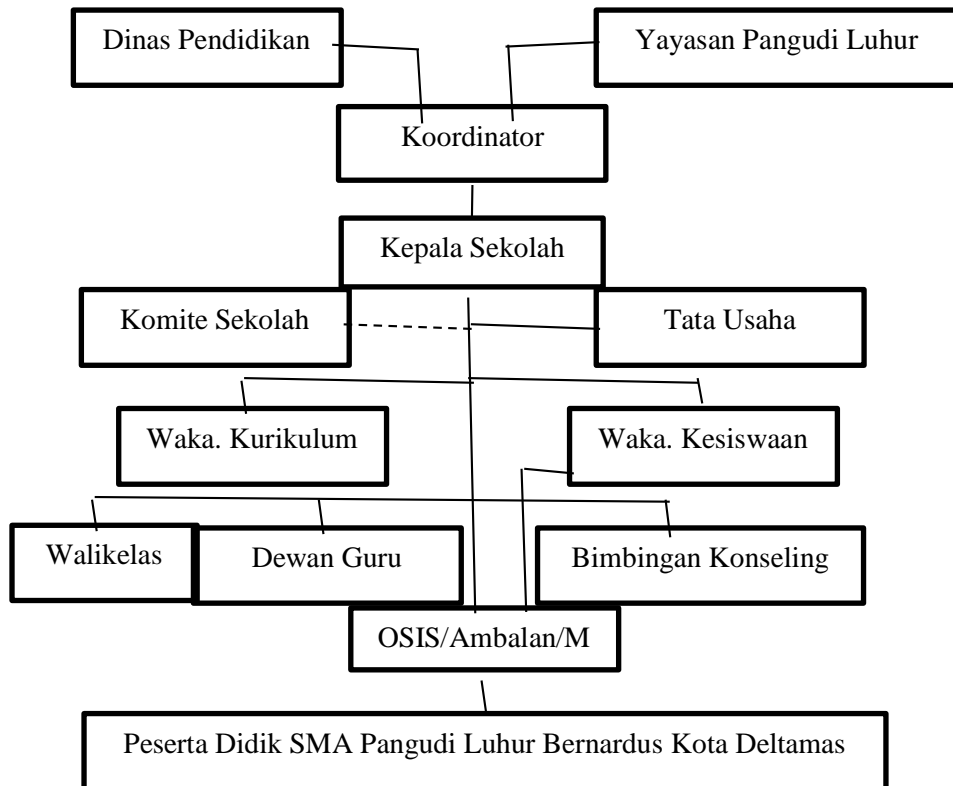 Dinas Pendidikan
Yayasan Pangudi Luhur
Koordinator
Kepala Sekolah
Komite Sekolah
Tata Usaha
Waka. Kurikulum
Waka. Kesiswaan
Walikelas
Dewan Guru
Bimbingan Konseling
OSIS/Ambalan/M
Peserta Didik SMA Pangudi Luhur Bernardus Kota Deltamas